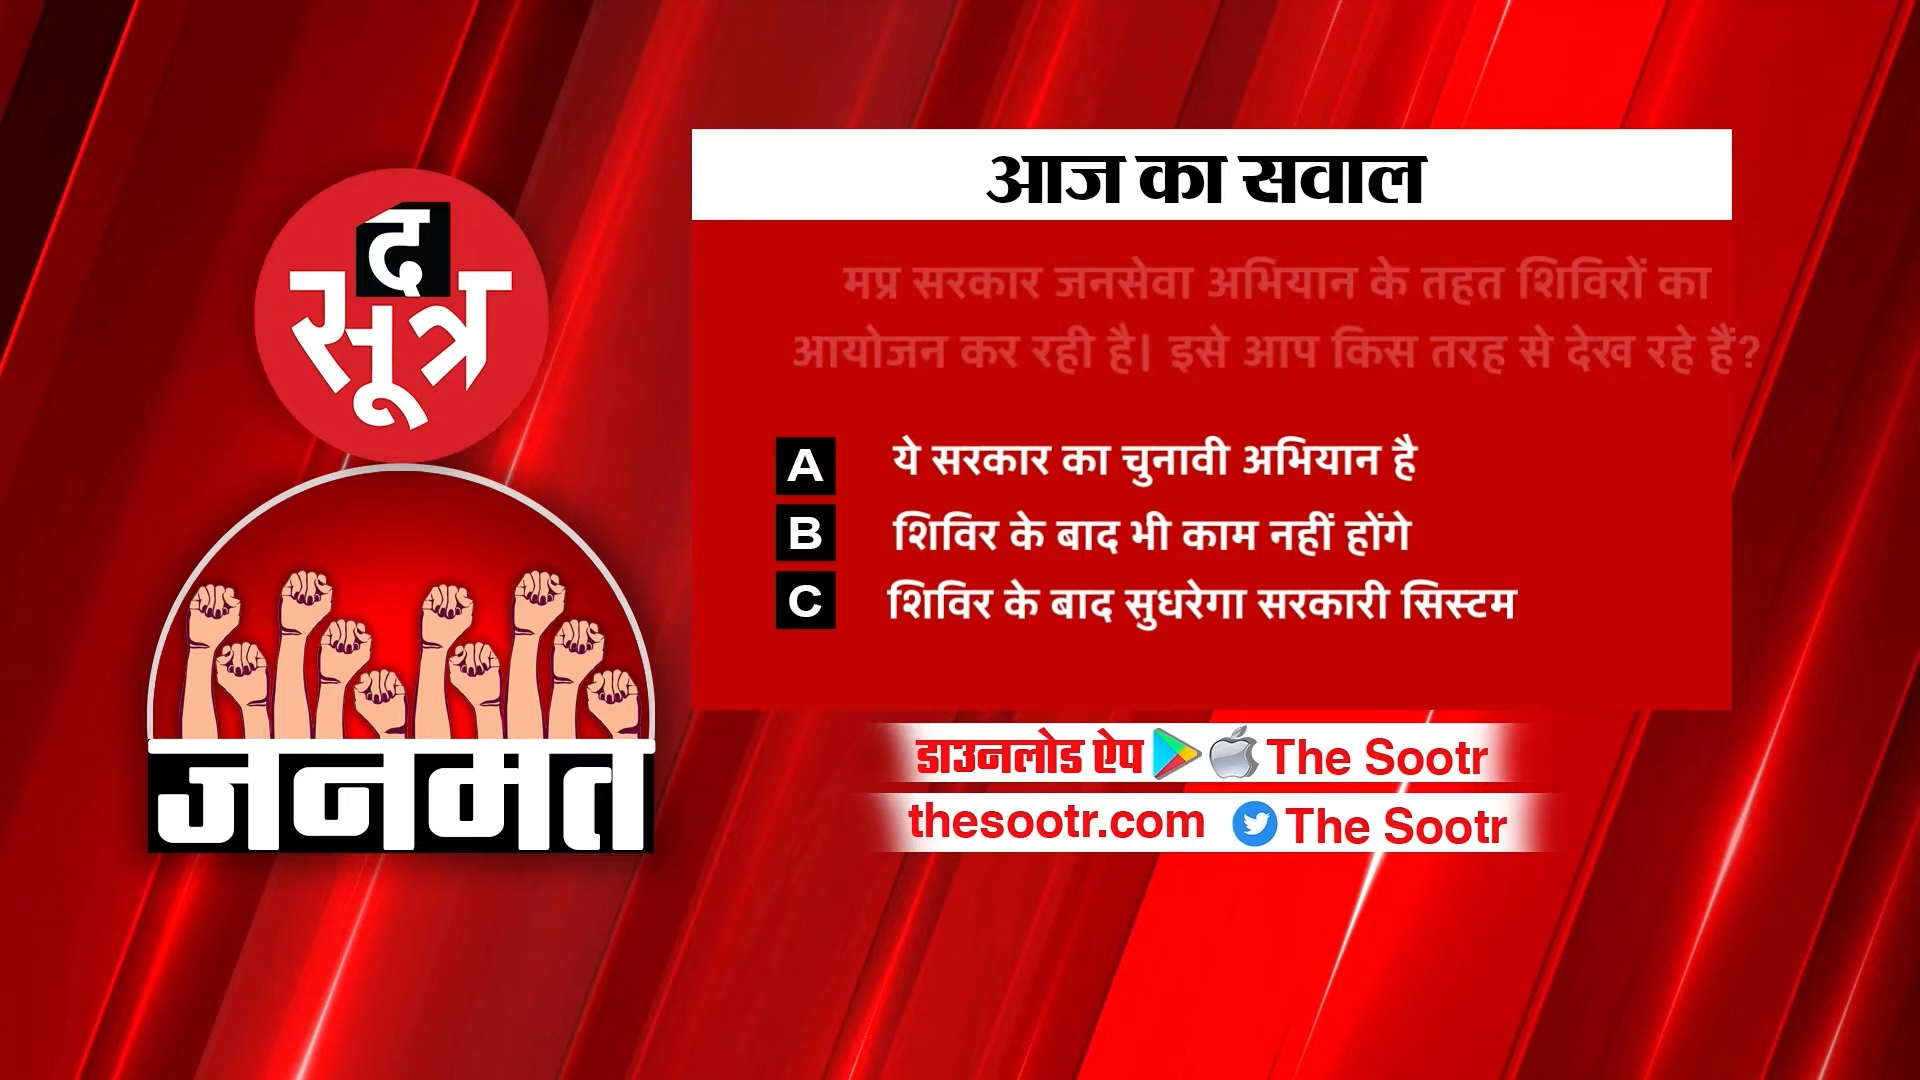 द
सूत्र
जनमत
आज का सवाल
मप्र सरकार जनसेवा अभियान के तहत शिविरों का
आयोजन कर रही है। इसे आप किस तरह से देख रहे हैं?
A ये सरकार का चुनावी अभियान है
B शिविर के बाद भी काम नहीं होंगे
C शिविर के बाद सुधरेगा सरकारी सिस्टम
डाउनलोड ऐप The Sootr
thesootr.com The Sootr